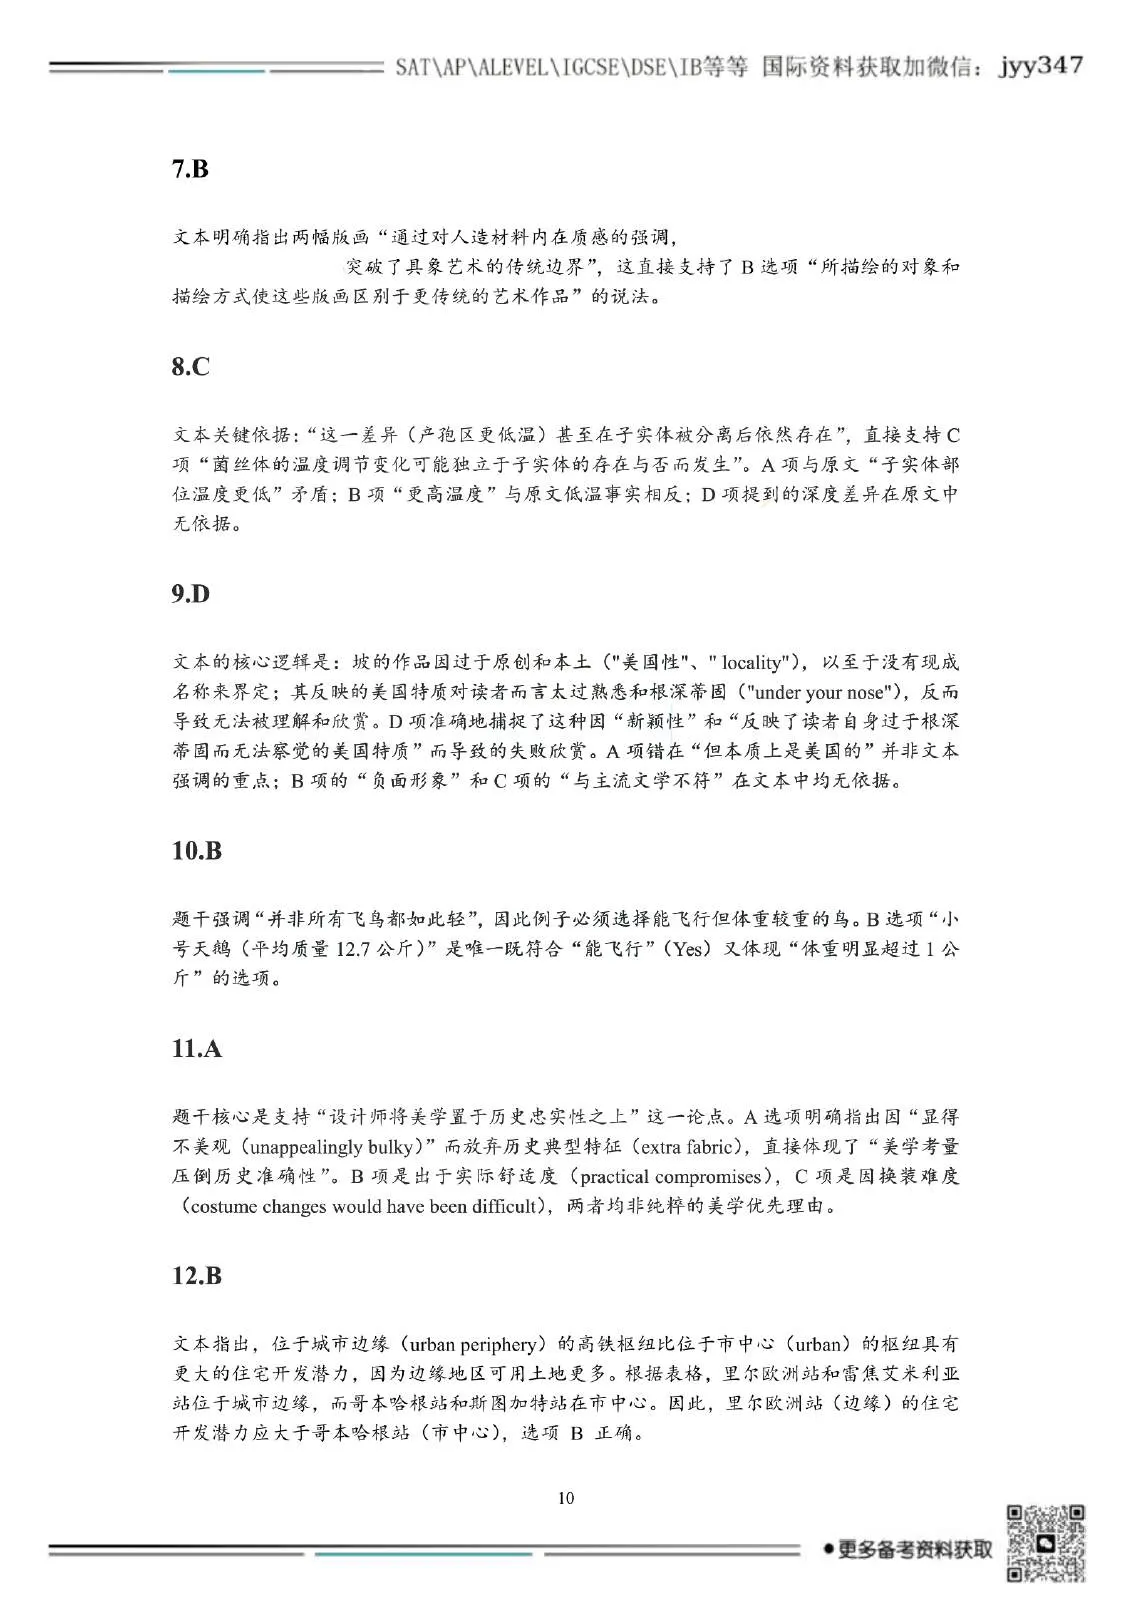 SAT\AP\ALEVEL\IGCSE\DSE\IB等等 国际资料获取加微信：jyy347
7.B
文本明确指出两幅版画“通过对人造材料内在质感的强调，
突破了具象艺术的传统边界”，这直接支持了 B 选项“所描绘的对象和
描绘方式使这些版画区别于更传统的艺术作品”的说法。
8.C
文本关键依据：“这一差异（产孢区更低温）甚至在子实体被分离后依然存在”，直接支持 C
项“菌丝体的温度调节变化可能独立于子实体的存在与否而发生”。A 项与原文“子实体部
位温度更低”矛盾；B 项“更高温度”与原文低温事实相反；D 项提到的深度差异在原文中
无依据。
9.D
文本的核心逻辑是：坡的作品因过于原创和本土（"美国性"、" locality"），以至于没有现成
名称来界定；其反映的美国特质对读者而言太过熟悉和根深蒂固（"under your nose"），反而
导致无法被理解和欣赏。D 项准确地捕捉了这种因“新颖性”和“反映了读者自身过于根深
蒂固而无法察觉的美国特质”而导致的失败欣赏。A 项错在“但本质上是美国的”并非文本
强调的重点；B 项的“负面形象”和 C 项的“与主流文学不符”在文本中均无依据。
10.B
题干强调“并非所有飞鸟都如此轻”，因此例子必须选择能飞行但体重较重的鸟。B 选项“小
号天鹅（平均质量 12.7 公斤）”是唯一既符合“能飞行”（Yes）又体现“体重明显超过 1 公
斤”的选项。
11.A
题干核心是支持“设计师将美学置于历史忠实性之上”这一论点。A 选项明确指出因“显得
不美观（unappealingly bulky）”而放弃历史典型特征（extra fabric），直接体现了“美学考量
压倒历史准确性”。B 项是出于实际舒适度（practical compromises），C 项是因换装难度
（costume changes would have been difficult），两者均非纯粹的美学优先理由。
12.B
文本指出，位于城市边缘（urban periphery）的高铁枢纽比位于市中心（urban）的枢纽具有
更大的住宅开发潜力，因为边缘地区可用土地更多。根据表格，里尔欧洲站和雷焦艾米利亚
站位于城市边缘，而哥本哈根站和斯图加特站在市中心。因此，里尔欧洲站（边缘）的住宅
开发潜力应大于哥本哈根站（市中心），选项 B 正确。
10
●更多备考资料获取